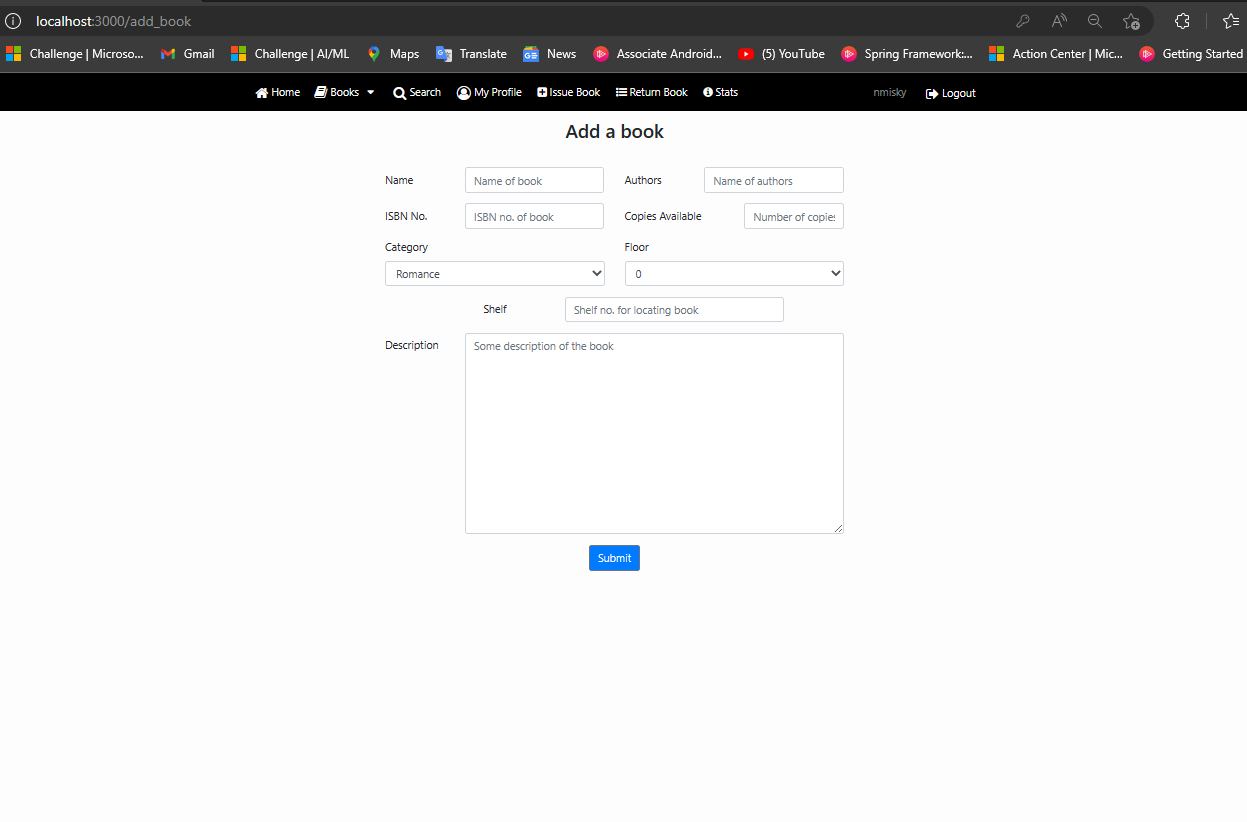 localhost:3000/add_book
Challenge | Microso... Gmail Challenge | AI/ML Maps Translate News Associate Android... (5) YouTube Spring Framework:... Action Center | Mic... Getting Started
Home Books Search My Profile Issue Book Return Book Stats nmisky Logout
Add a book
Name Name of book Authors Name of authors
ISBN No. ISBN no. of book Copies Available Number of copies
Category Floor
Romance 0
Shelf Shelf no. for locating book
Description Some description of the book
Submit